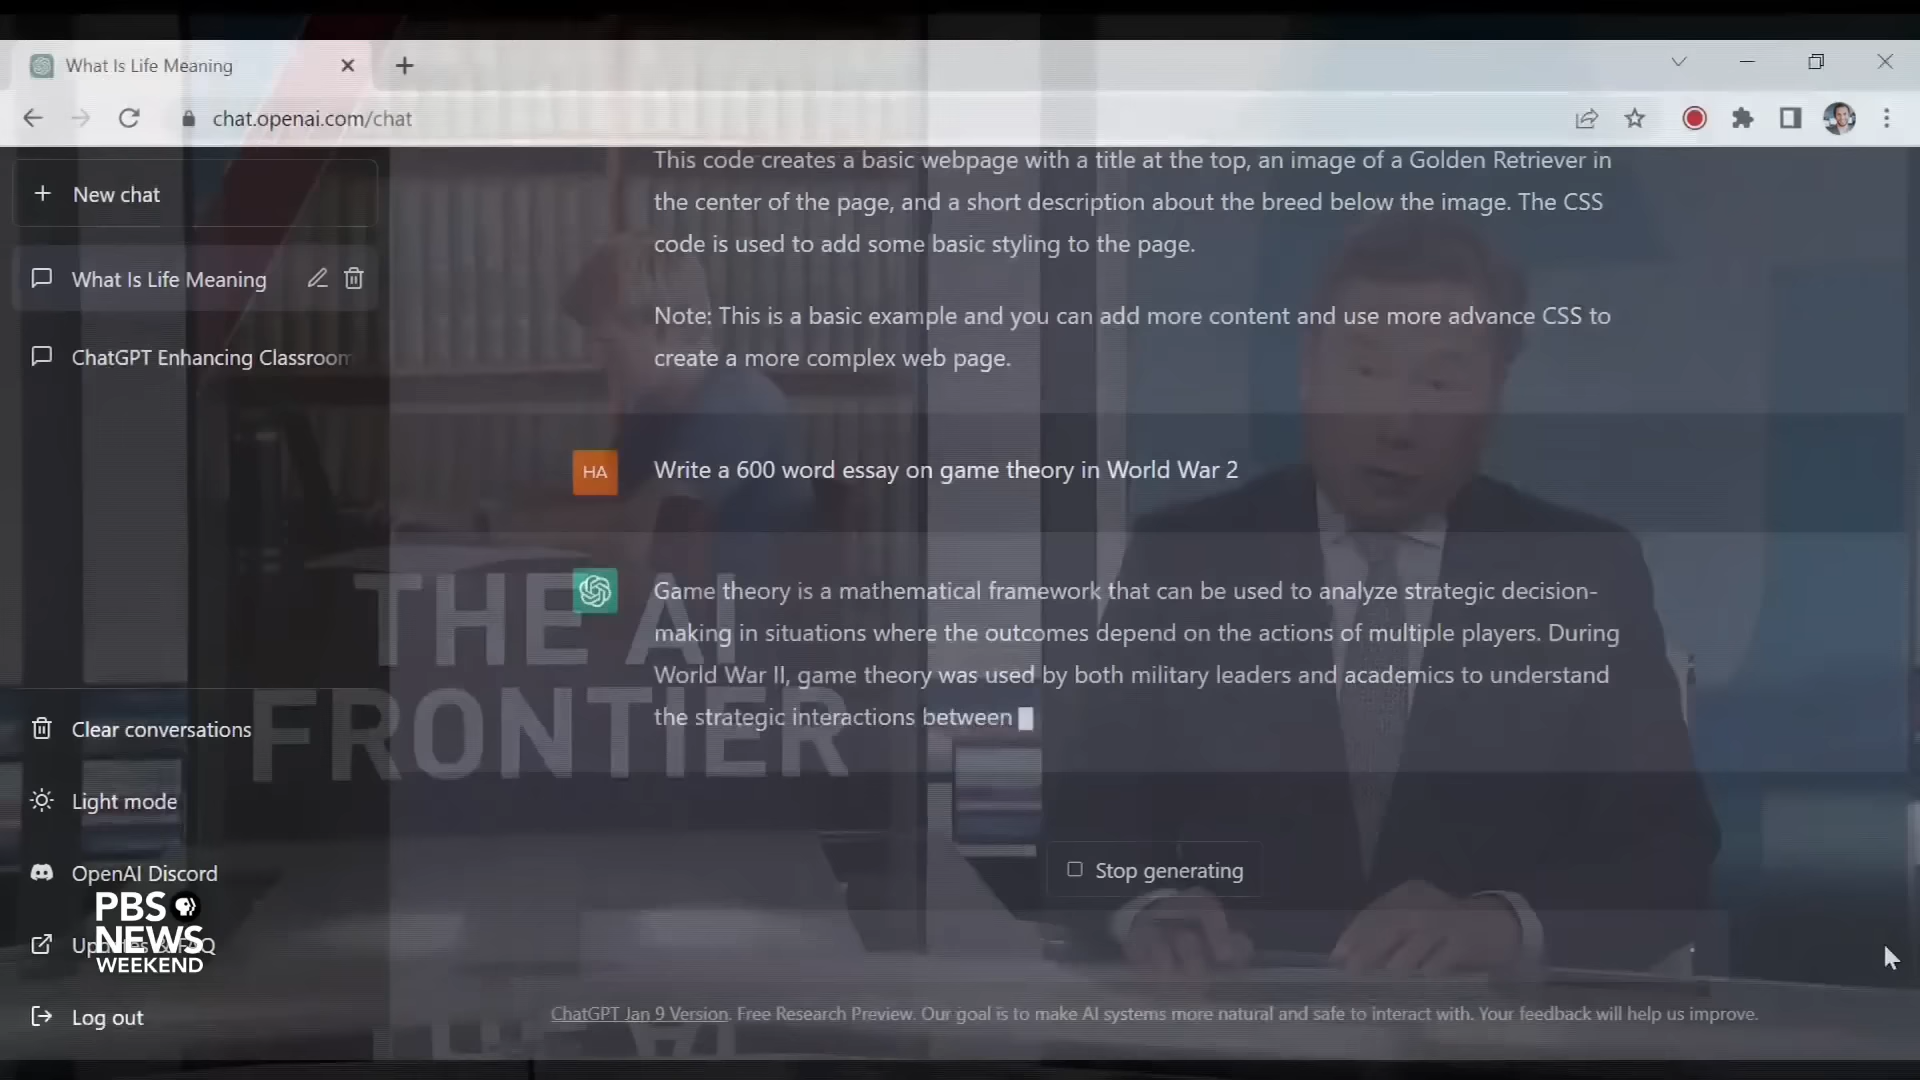 What Is Life Meaning
chat.openai.com/chat
New chat
What Is Life Meaning
ChatGPT Enhancing Classroom
This code creates a basic webpage with a title at the top, an image of a Golden Retriever in
the center of the page, and a short description about the breed below the image. The CSS
code is used to add some basic styling to the page.
Note: This is a basic example and you can add more content and use more advance CSS to
create a more complex web page.
HA
Write a 600 word essay on game theory in World War 2
Game theory is a mathematical framework that can be used to analyze strategic decision-
making in situations where the outcomes depend on the actions of multiple players. During
World War II, game theory was used by both military leaders and academics to understand
the strategic interactions between
THE AI
FRONTIER
Clear conversations
Light mode
OpenAI Discord
Updates & FAQ
Log out
PBS
NEWS
WEEKEND
Stop generating
ChatGPT Jan 9 Version. Free Research Preview. Our goal is to make AI systems more natural and safe to interact with. Your feedback will help us improve.
THE AI